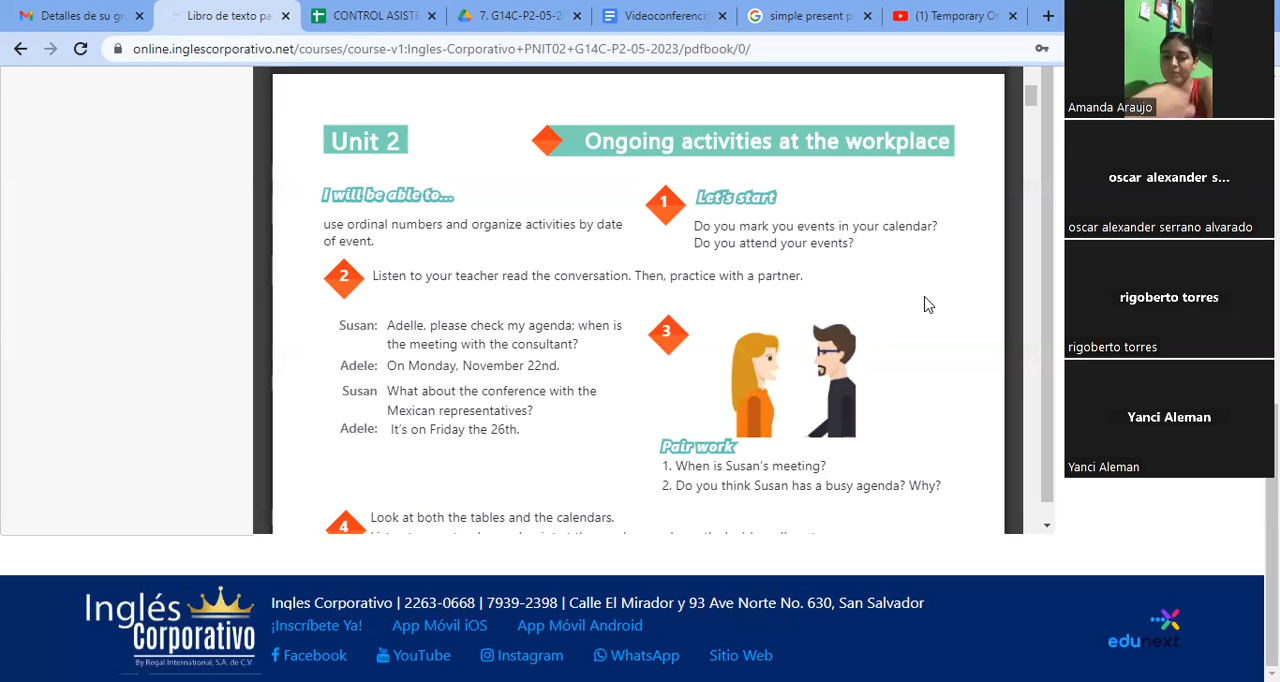 Detalles de su gr
Libro de texto pa
CONTROL ASISTE
7. G14C-P2-05-2
Videoconferenci
simple present p
(1) Temporary O
online.inglescorporativo.net/courses/course-v1:Ingles-Corporativo+PNIT02+G14C-P2-05-2023/pdfbook/0/
Unit 2
Ongoing activities at the workplace
I will be able to...
use ordinal numbers and organize activities by date
of event.
1
Let's start
Do you mark you events in your calendar?
Do you attend your events?
2
Listen to your teacher read the conversation. Then, practice with a partner.
Susan: Adelle, please check my agenda; when is
the meeting with the consultant?
Adele: On Monday, November 22nd.
Susan What about the conference with the
Mexican representatives?
Adele: It's on Friday the 26th.
3
Pair work
1. When is Susan's meeting?
2. Do you think Susan has a busy agenda? Why?
4
Look at both the tables and the calendars.
Amanda Araujo
oscar alexander s...
oscar alexander serrano alvarado
rigoberto torres
rigoberto torres
Yanci Aleman
Yanci Aleman
Inglés
Corporativo
By Regal International, S.A. de C.V.
Ingles Corporativo | 2263-0668 | 7939-2398 | Calle El Mirador y 93 Ave Norte No. 630, San Salvador
¡Inscríbete Ya! App Móvil iOS App Móvil Android
Facebook YouTube Instagram WhatsApp Sitio Web
edunext